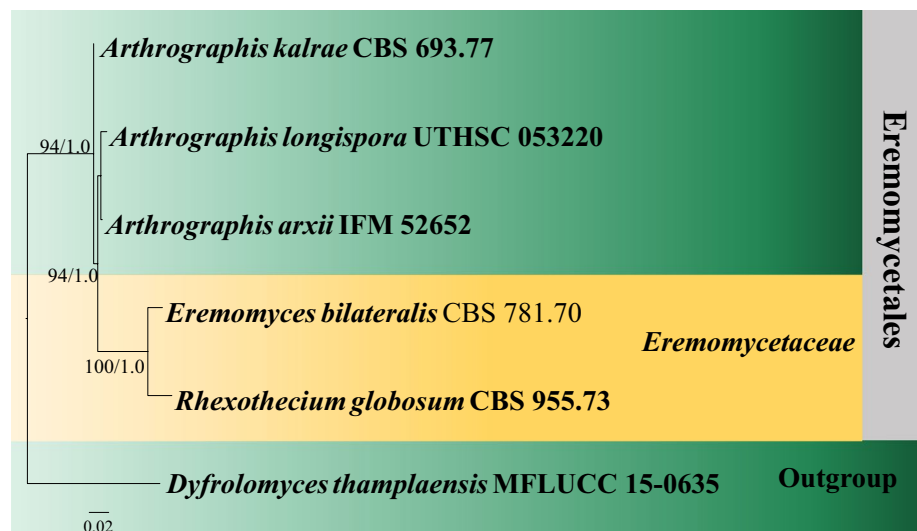 Arthrographis kalrae CBS 693.77
94/1.0
Arthrographis longispora UTHSC 053220
Arthrographis arxii IFM 52652
94/1.0
Eremomyces bilateralis CBS 781.70
Eremomycetaceae
100/1.0
Rhexothecium globosum CBS 955.73
Eremomycetales
Dyfrolomyces thamplaensis MFLUCC 15-0635
Outgroup
0.02